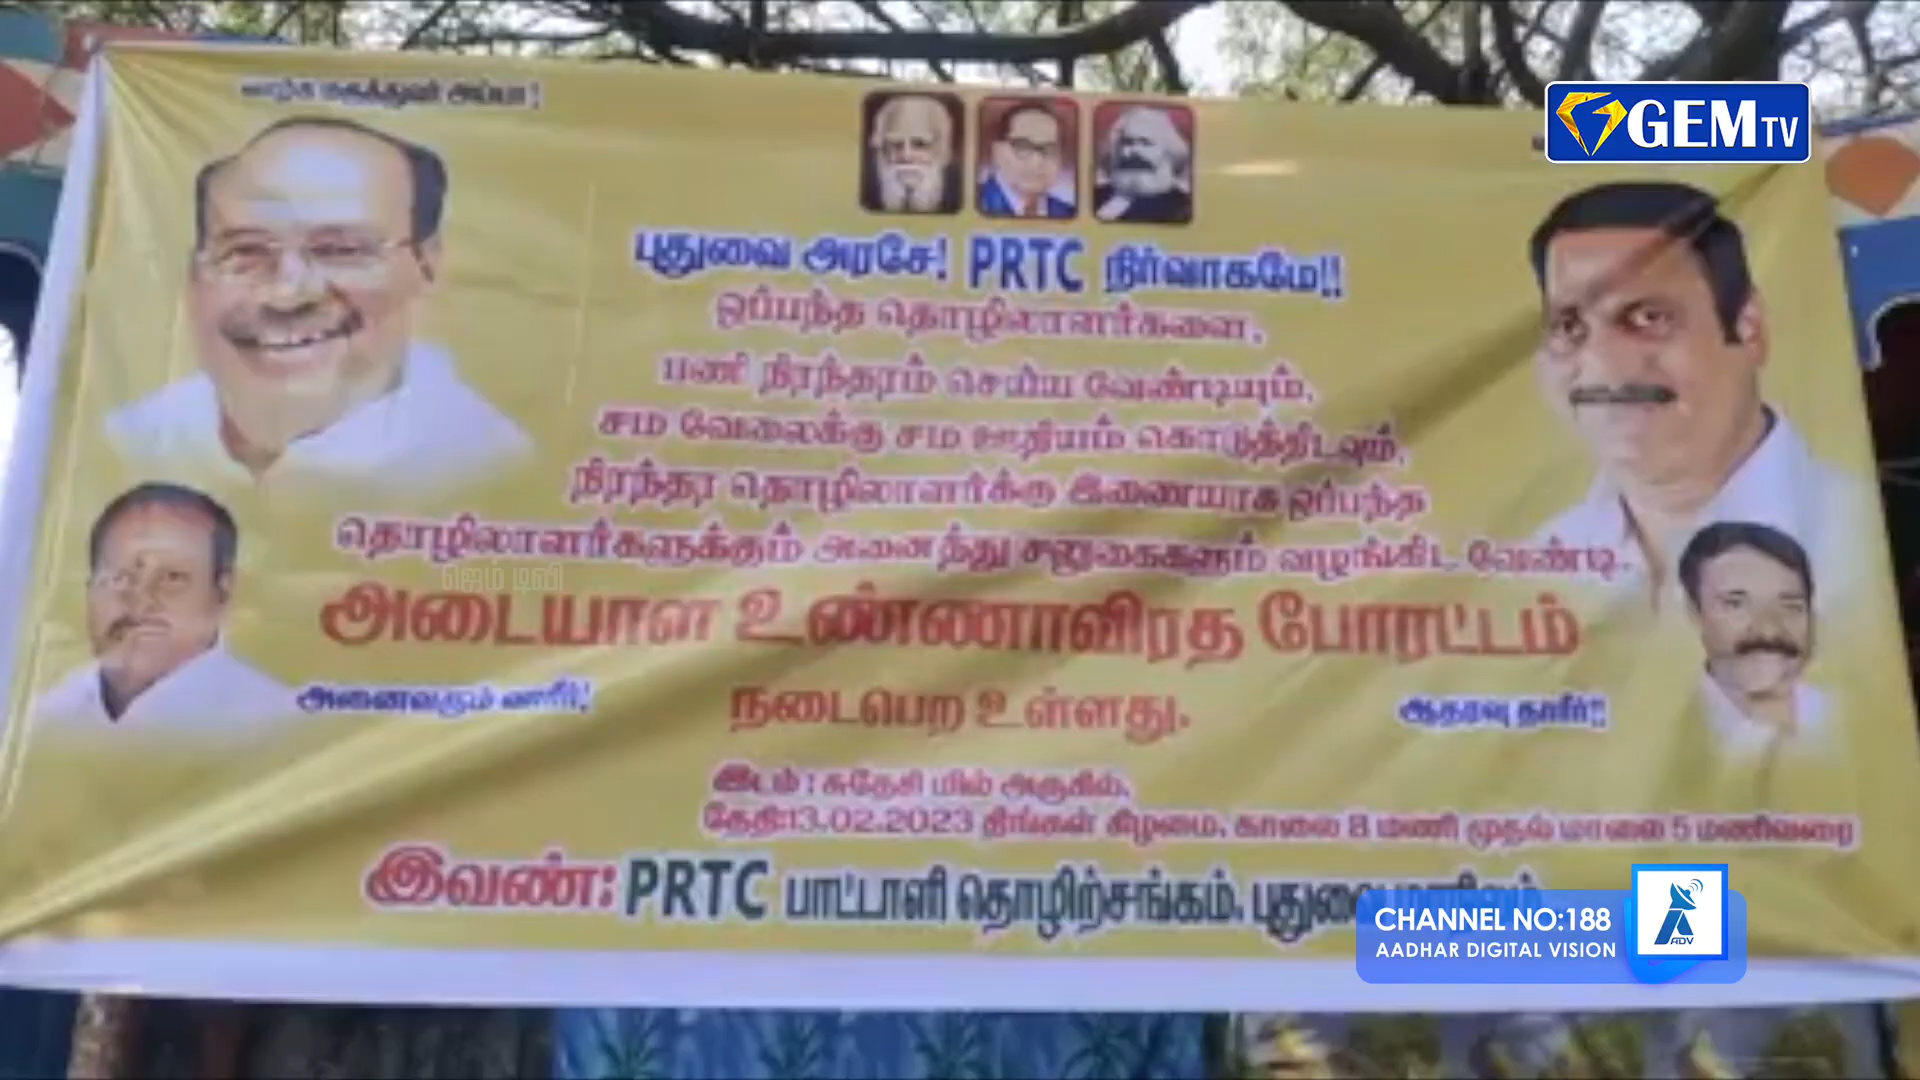 வாழ்க மருத்துவர் அய்யா!
GEM TV
புதுவை அரசே! PRTC நிர்வாகமே!!
ஒப்பந்த தொழிலாளர்களை,
பணி நிரந்தரம் செய்ய வேண்டியும்,
சம வேலைக்கு சம ஊதியம் கொடுத்திடவும்,
நிரந்தர தொழிலாளர்க்கு இணையாக ஒப்பந்த
தொழிலாளர்களுக்கும் அனைத்து சலுகைகளும் வழங்கிட வேண்டி.
ஜெம் டிவி
அடையாள உண்ணாவிரத போரட்டம்
அனைவரும் வாரீர்!
நடைபெற உள்ளது.
ஆதரவு தாரீர்!!
இடம் : சுதேசி மில் அருகில்,
தேதி:13.02.2023 திங்கள் கிழமை, காலை 8 மணி முதல் மாலை 5 மணிவரை
இவண்: PRTC பாட்டாளி தொழிற்சங்கம், புதுவை மாநிலம்
CHANNEL NO:188
AADHAR DIGITAL VISION
ADV